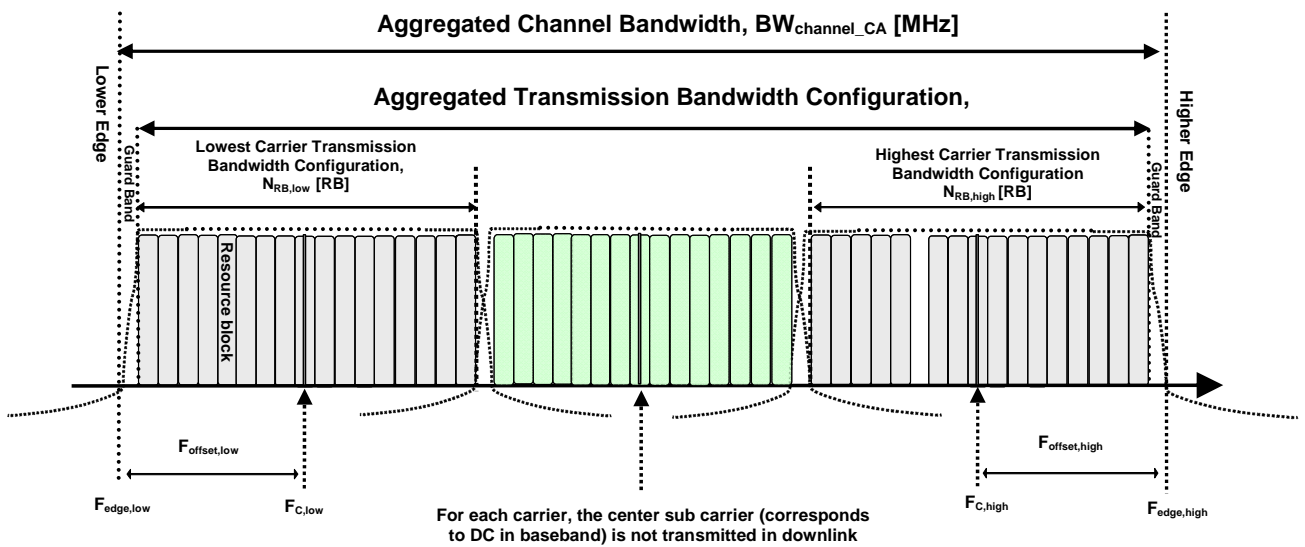 Aggregated Channel Bandwidth, BWchannel_CA [MHz]
Lower Edge
Higher Edge
Aggregated Transmission Bandwidth Configuration,
Guard Band
Lowest Carrier Transmission
Bandwidth Configuration,
NRB,low [RB]
Highest Carrier Transmission
Bandwidth Configuration
NRB,high [RB]
Guard Band
Resource block
Foffset,low
Foffset,high
Fedge,low
FC,low
FC,high
Fedge,high
For each carrier, the center sub carrier (corresponds
to DC in baseband) is not transmitted in downlink